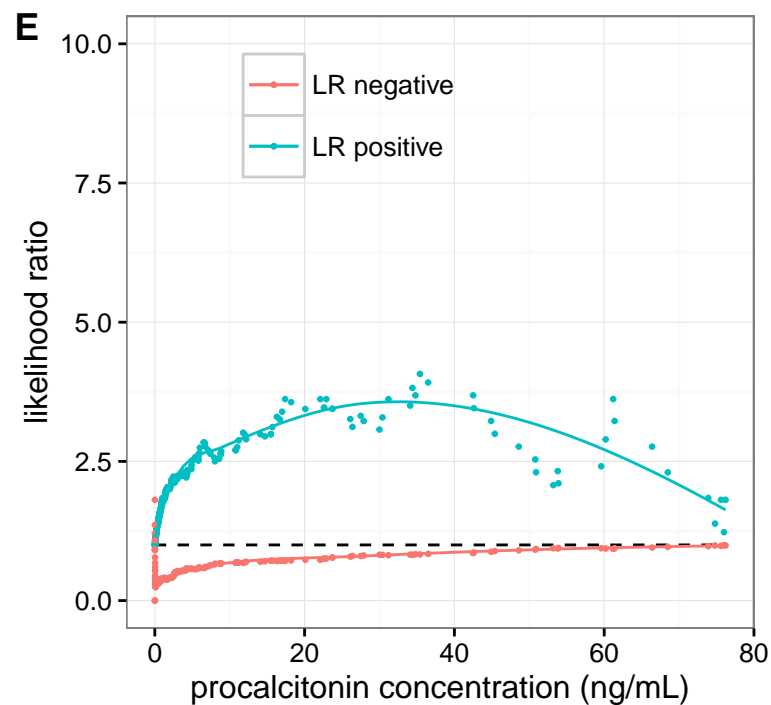 E
10.0
7.5
5.0
2.5
0.0
likelihood ratio
LR negative
LR positive
0 20 40 60 80
procalcitonin concentration (ng/mL)